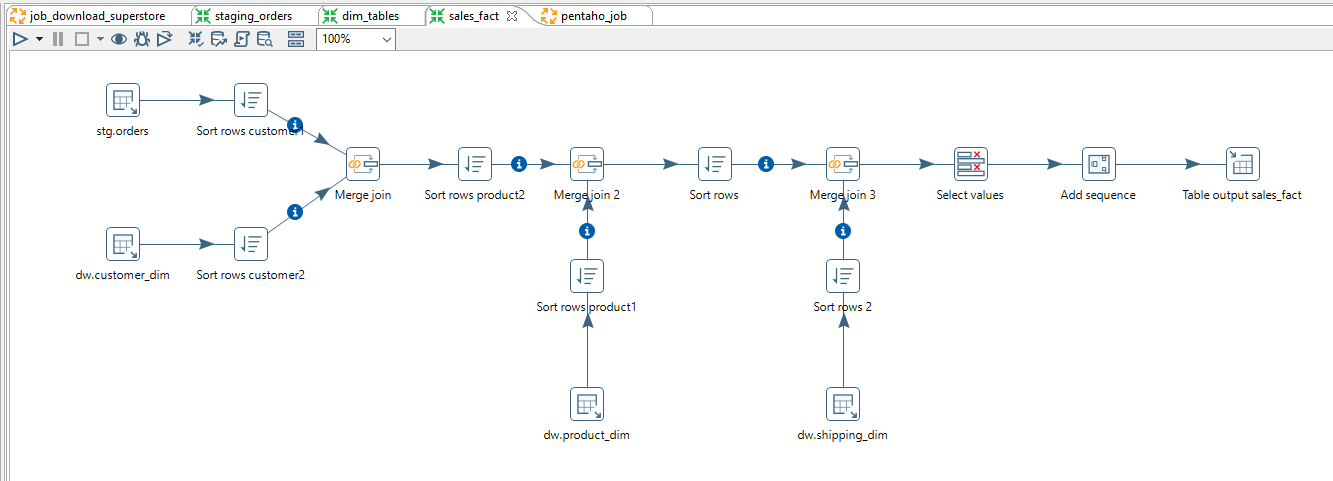 job_download_superstore
staging_orders
dim_tables
sales_fact
pentaho_job
100%
stg.orders
Sort rows customer1
Merge join
Sort rows product2
Merge join 2
Sort rows
Merge join 3
Select values
Add sequence
Table output sales_fact
dw.customer_dim
Sort rows customer2
Sort rows product1
Sort rows 2
dw.product_dim
dw.shipping_dim